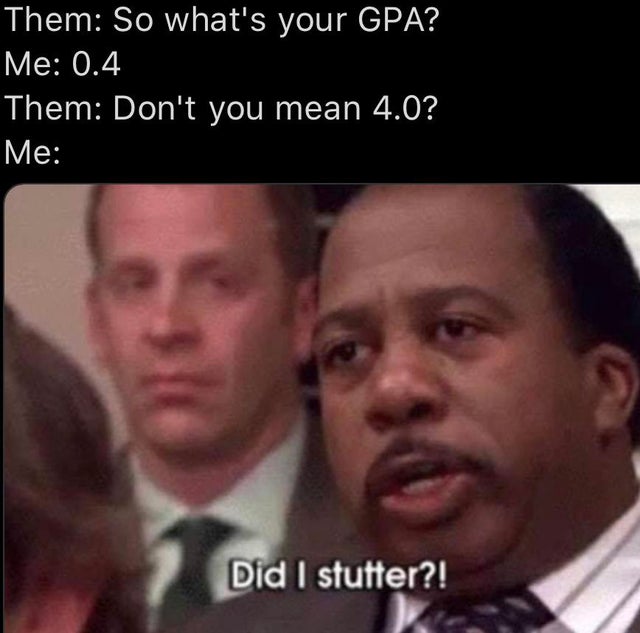 Them: So what's your GPA?
Me: 0.4
Them: Don't you mean 4.0?
Me:
Did I stutter?!